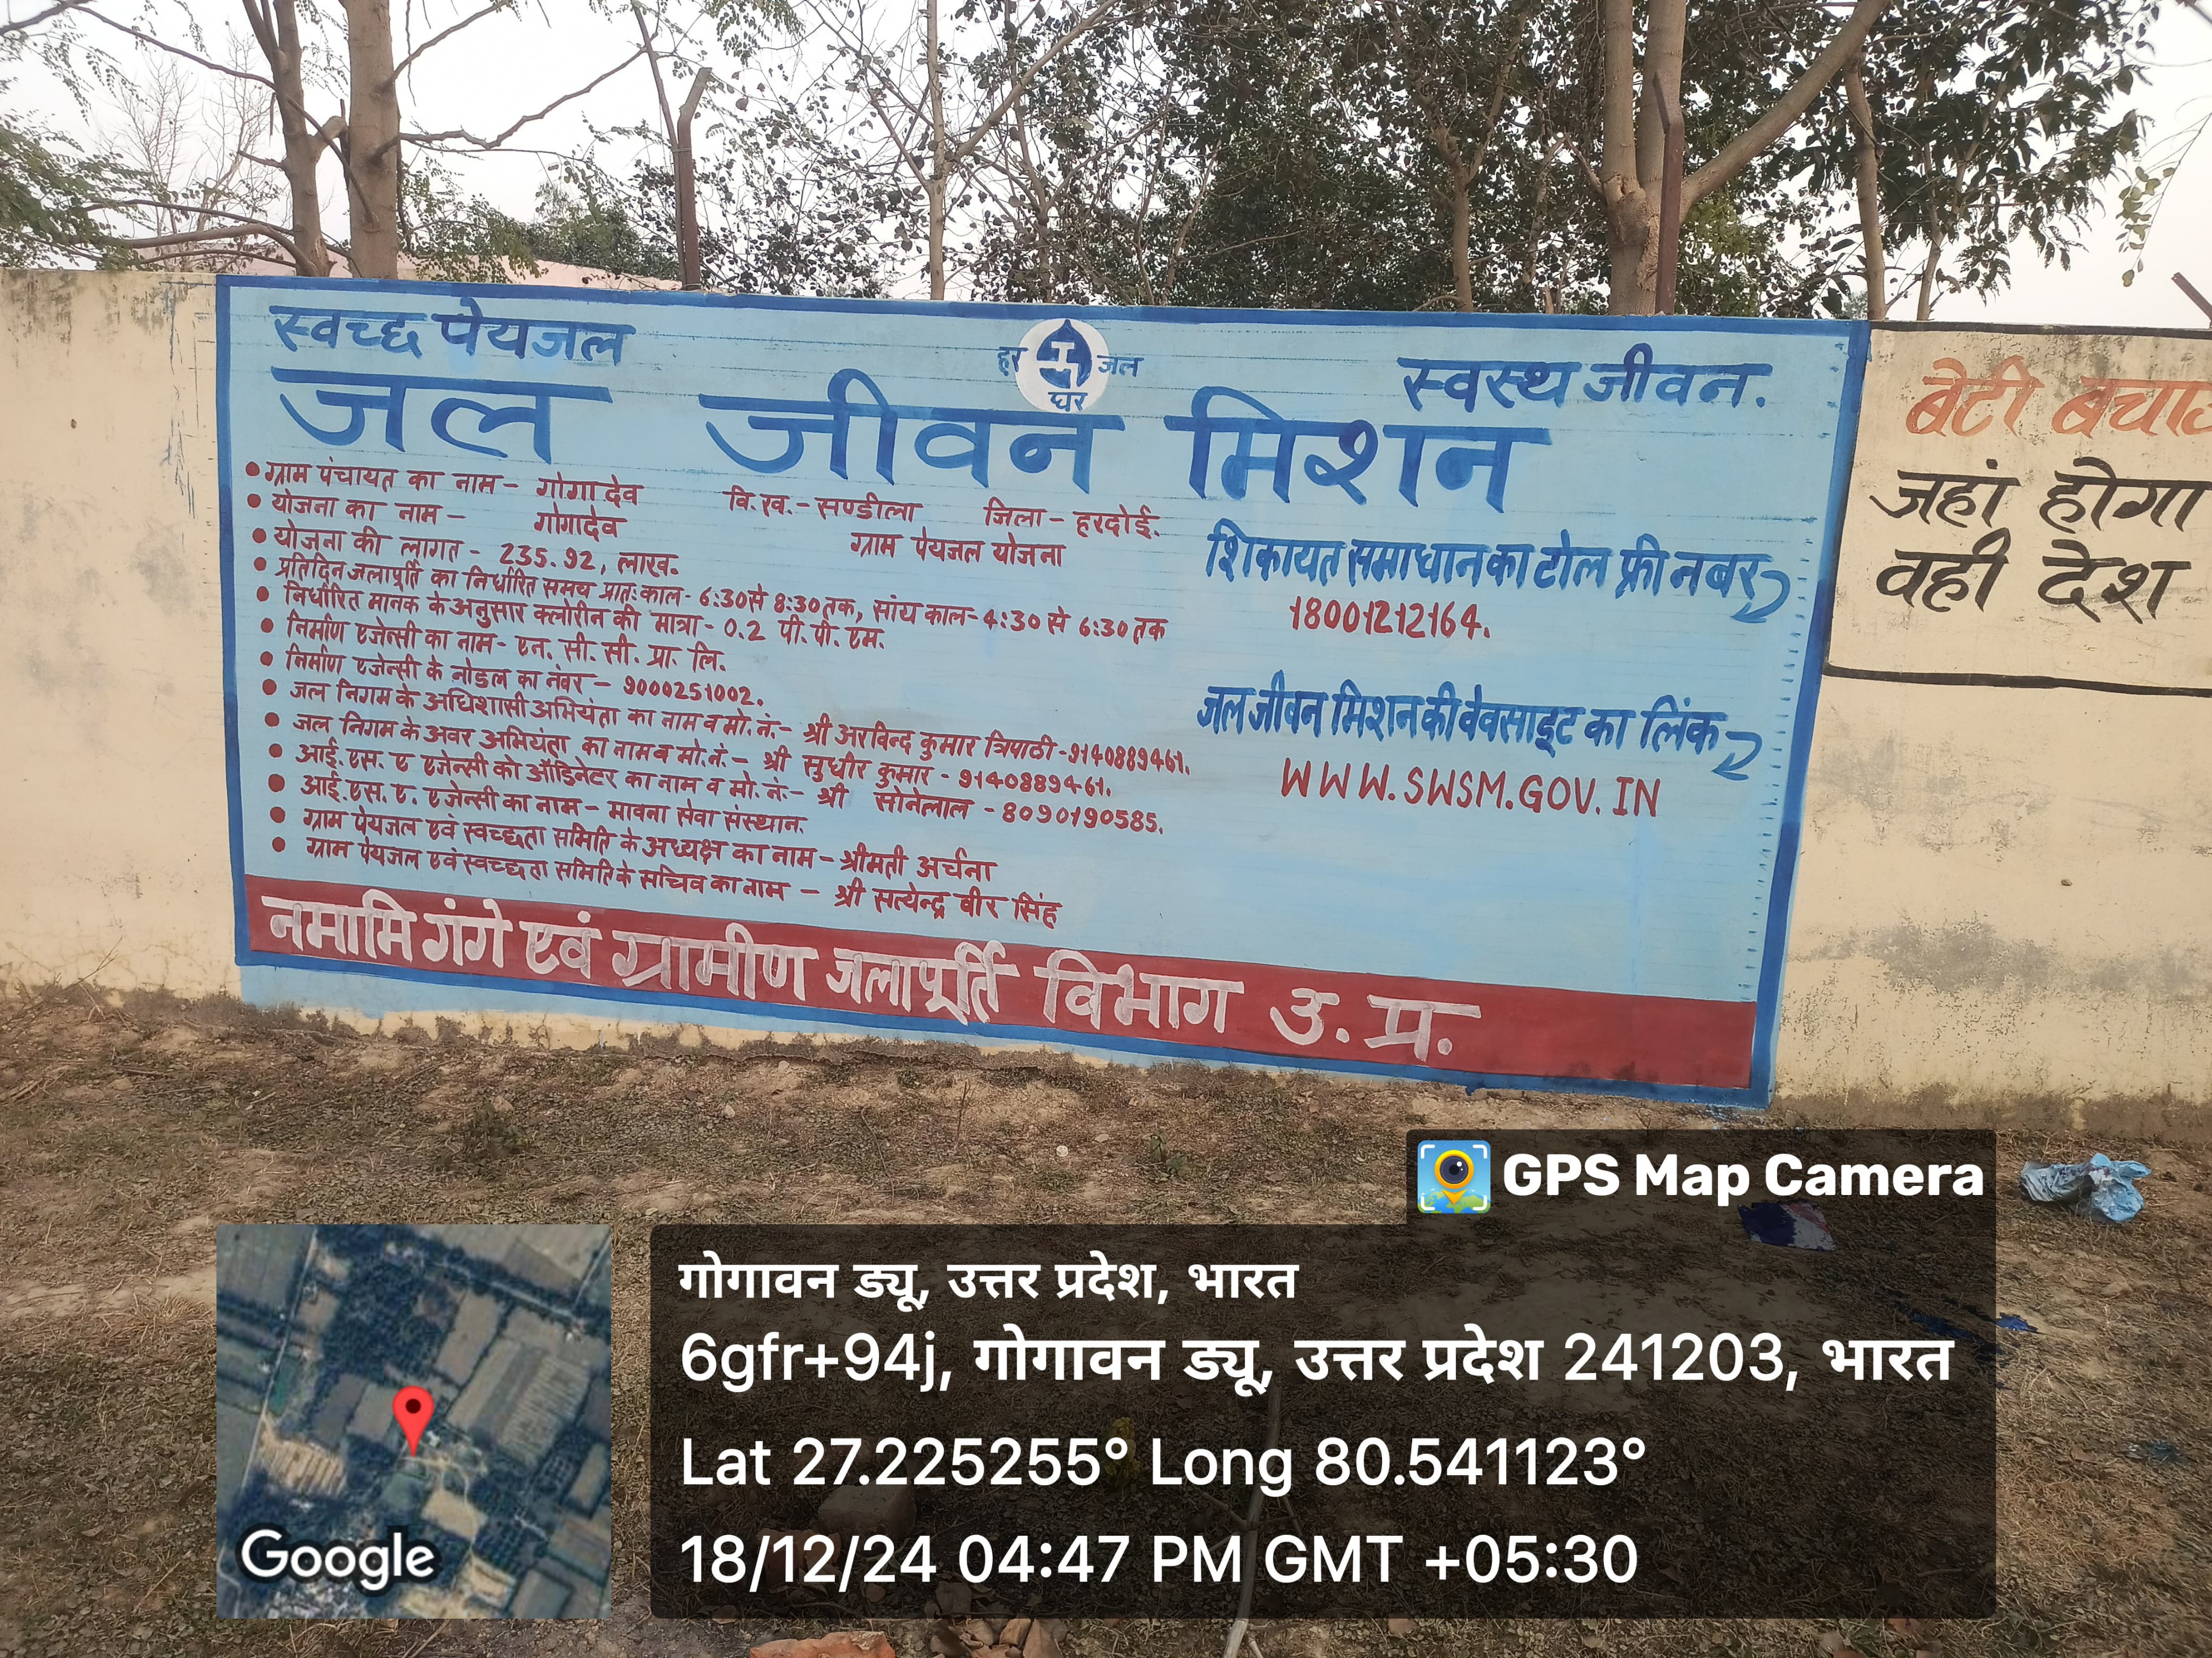 स्वच्छ पेयजल
हर जल
घर
स्वस्थ जीवन.
जल जीवन मिशन
• ग्राम पंचायत का नाम - गोगादेव वि.ख.- सण्डीला जिला - हरदोई.
• योजना का नाम - गोगादेव ग्राम पेयजल योजना
• योजना की लागत - 235.92, लाख.
• प्रतिदिन जलापूर्ति का निर्धारित समय प्रातःकाल - 6:30 से 8:30 तक, सांय काल - 4:30 से 6:30 तक
• निर्धारित मानक के अनुसार क्लोरीन की मात्रा - 0.2 पी. पी. एम.
• निर्माण एजेन्सी का नाम - एन. सी. सी. प्रा. लि.
• निर्माण एजेन्सी के नोडल का नंबर - 9000251002.
• जल निगम के अधिशासी अभियंता का नाम व मो. नं.- श्री अरविन्द कुमार त्रिपाठी -9140889461.
• जल निगम के अवर अभियंता का नाम व मो.नं.- श्री सुधीर कुमार - 9140889461.
• आई. एस. ए एजेन्सी को ऑडिनेटर का नाम व मो. नं.- श्री सोनेलाल - 8090190585.
• आई.एस. ए. एजेन्सी का नाम - मावना सेवा संस्थान.
• ग्राम पेयजल एवं स्वच्छता समिति के अध्यक्ष का नाम - श्रीमती अर्चना
• ग्राम पेयजल एवं स्वच्छता समिति के सचिव का नाम - श्री सत्येन्द्र बीर सिंह
शिकायत समाधान का टोल फ्री नबर
18001212164.
जल जीवन मिशन की वेवसाइट का लिंक
WWW.SWSM.GOV.IN
नमामि गंगे एवं ग्रामीण जलापूर्ति विभाग उ. प्र.
बेटी बचा
जहां होगा
वही देश
GPS Map Camera
गोगावन ड्यू, उत्तर प्रदेश, भारत
6gfr+94j, गोगावन ड्यू, उत्तर प्रदेश 241203, भारत
Lat 27.225255° Long 80.541123°
18/12/24 04:47 PM GMT +05:30
Google